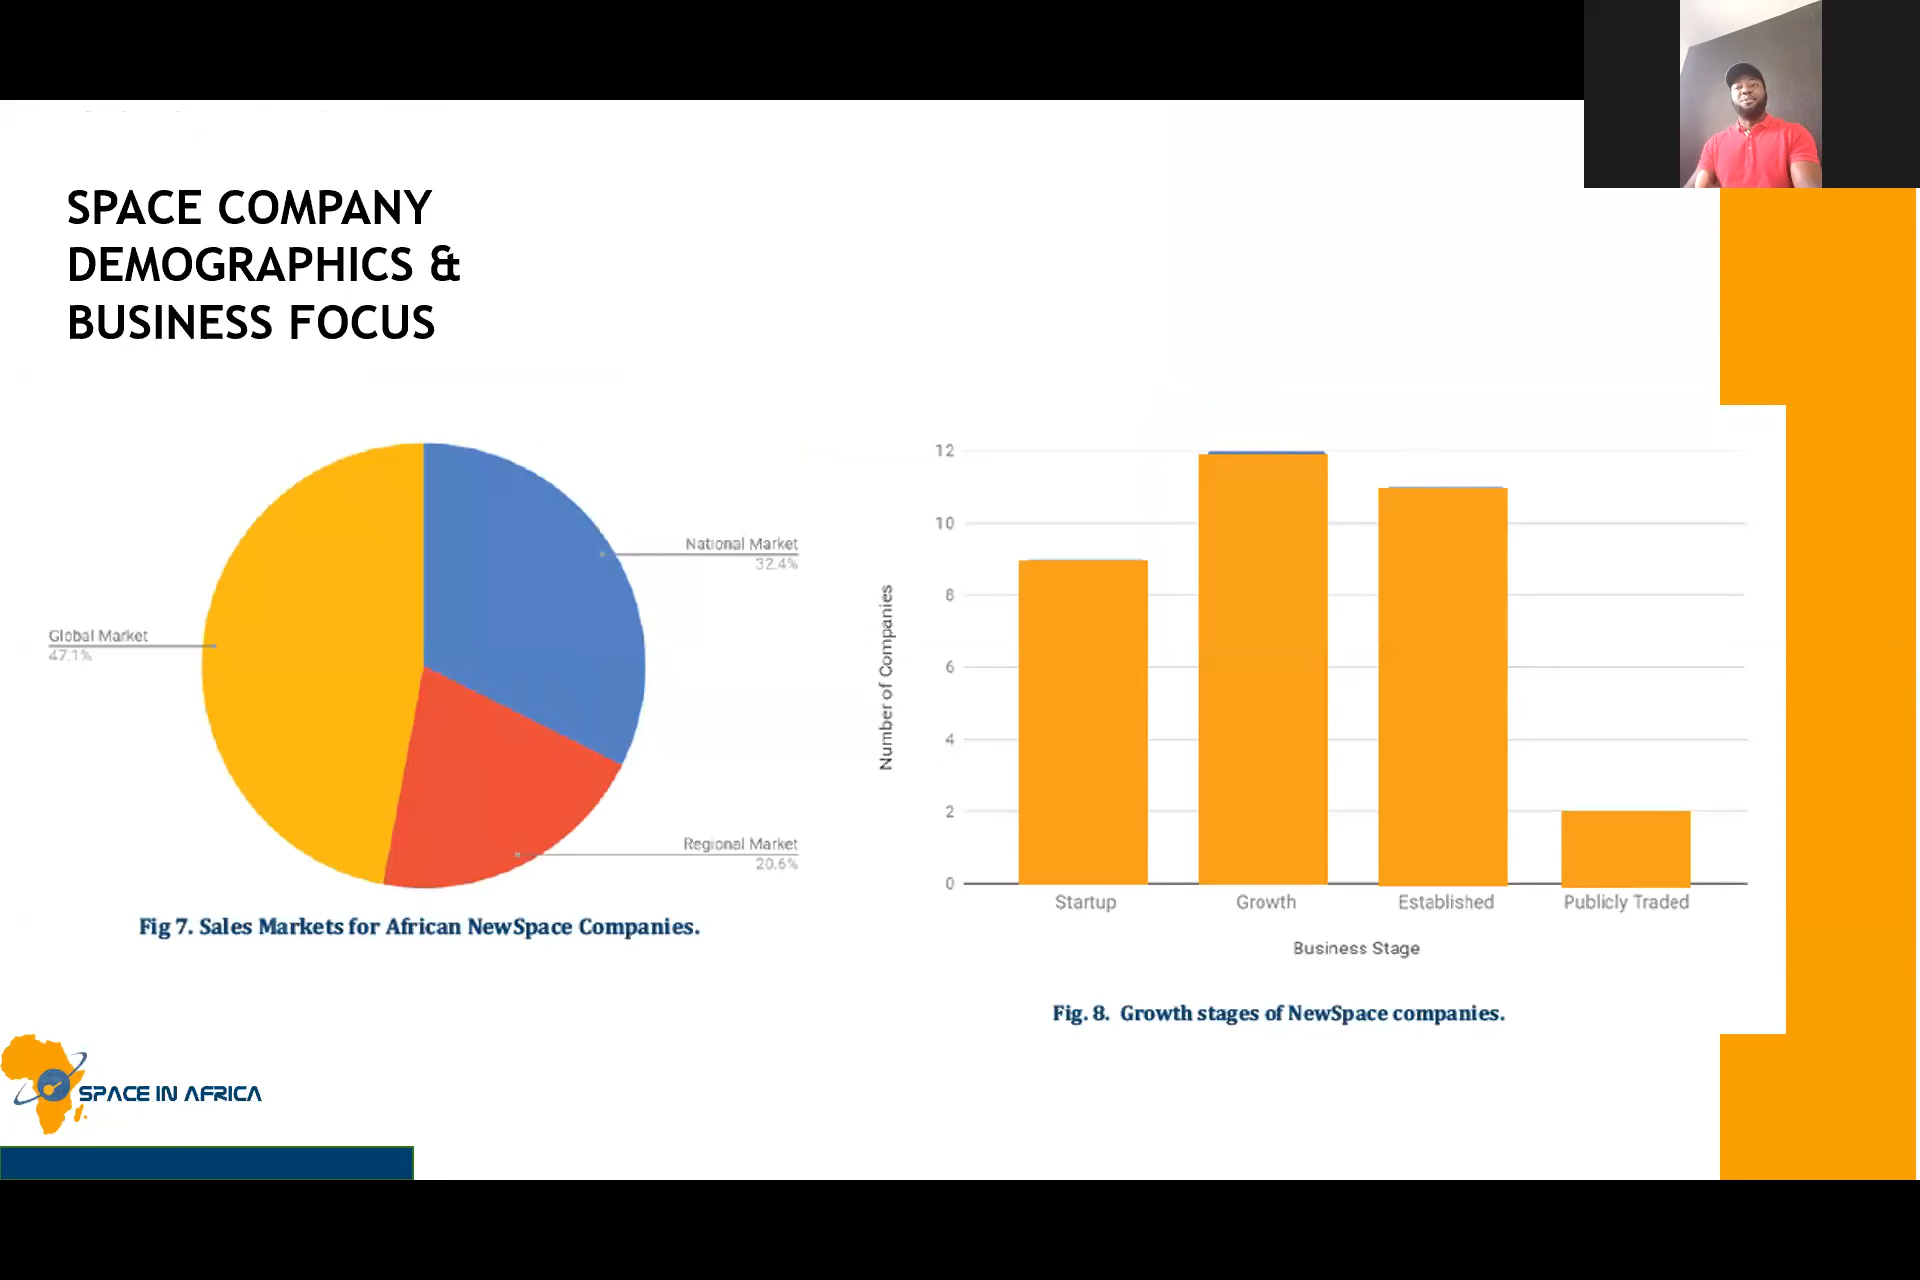 SPACE COMPANY
DEMOGRAPHICS &
BUSINESS FOCUS
National Market
32.4%
Global Market
47.1%
Regional Market
20.6%
Fig 7. Sales Markets for African NewSpace Companies.
12
10
8
6
4
2
0
Number of Companies
Startup
Growth
Established
Publicly Traded
Business Stage
Fig. 8. Growth stages of NewSpace companies.
SPACE IN AFRICA